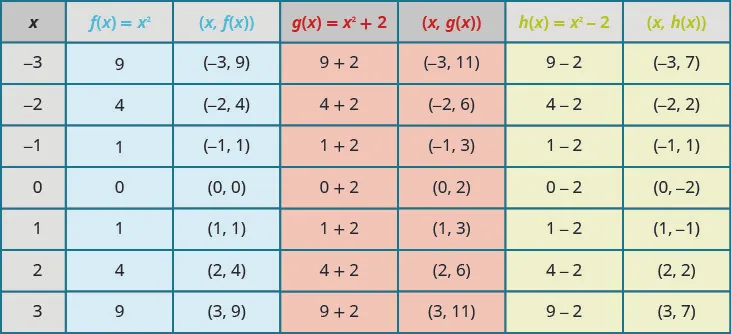 x f(x) = x² (x, f(x)) g(x) = x² + 2 (x, g(x)) h(x) = x² – 2 (x, h(x))
–3 9 (–3, 9) 9 + 2 (–3, 11) 9 – 2 (–3, 7)
–2 4 (–2, 4) 4 + 2 (–2, 6) 4 – 2 (–2, 2)
–1 1 (–1, 1) 1 + 2 (–1, 3) 1 – 2 (–1, 1)
0 0 (0, 0) 0 + 2 (0, 2) 0 – 2 (0, –2)
1 1 (1, 1) 1 + 2 (1, 3) 1 – 2 (1, –1)
2 4 (2, 4) 4 + 2 (2, 6) 4 – 2 (2, 2)
3 9 (3, 9) 9 + 2 (3, 11) 9 – 2 (3, 7)